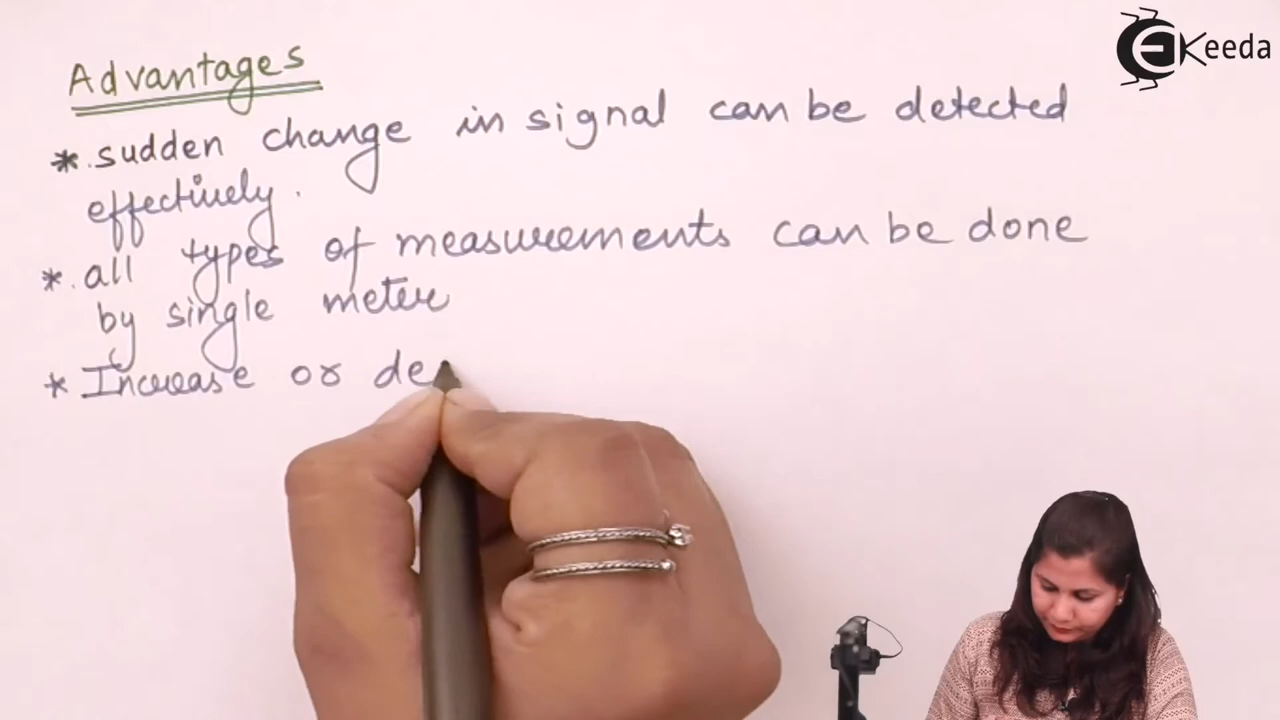 Advantages
EKeeda
* sudden change in signal can be detected
effectively.
* all types of measurements can be done
by single meter
* Increase or de